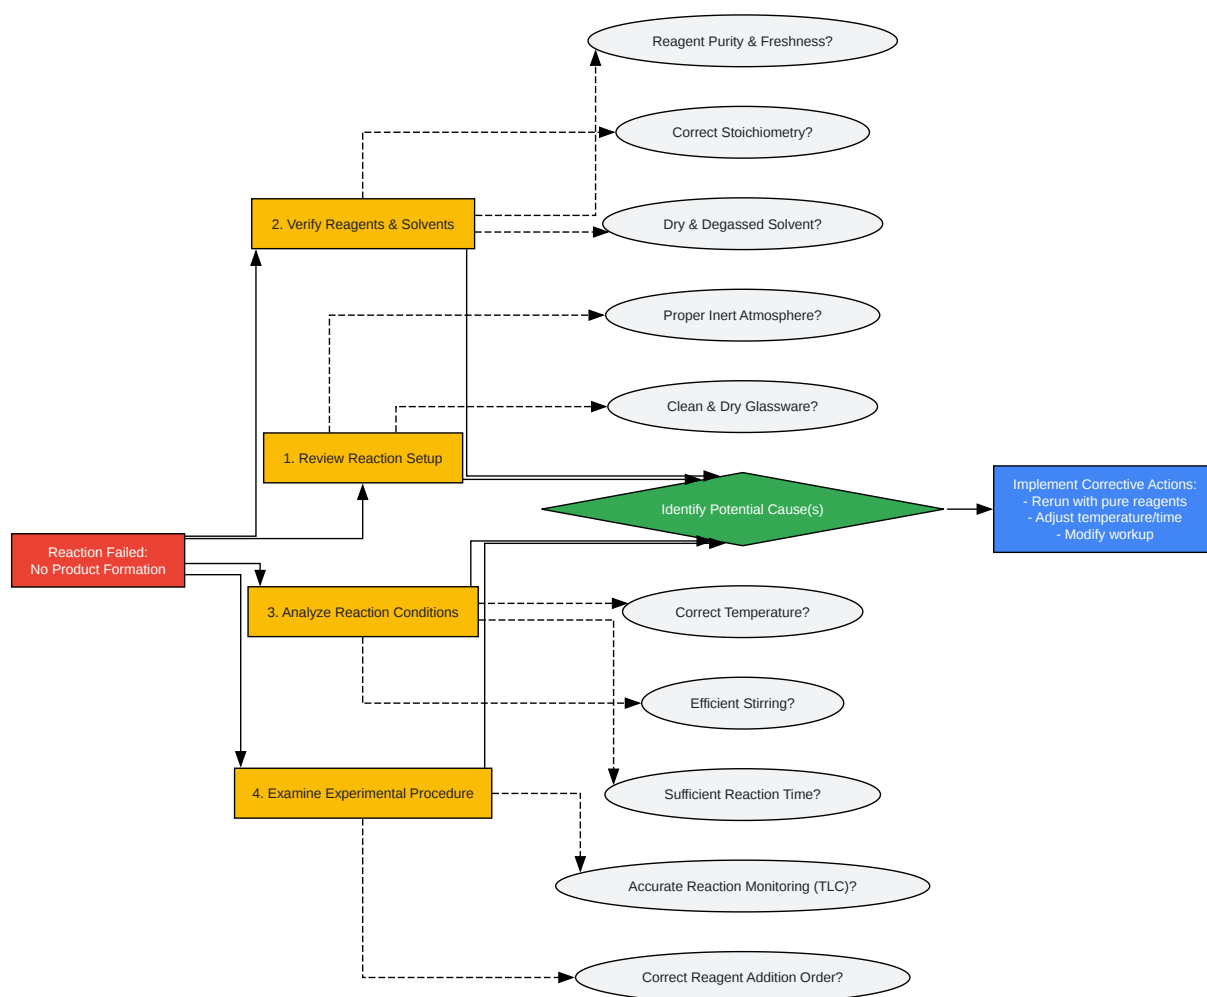 Reagent Purity & Freshness?
Correct Stoichiometry?
2. Verify Reagents & Solvents
Dry & Degassed Solvent?
Proper Inert Atmosphere?
Clean & Dry Glassware?
1. Review Reaction Setup
Identify Potential Cause(s)
Implement Corrective Actions:
- Rerun with pure reagents
- Adjust temperature/time
- Modify workup
Reaction Failed:
No Product Formation
3. Analyze Reaction Conditions
Correct Temperature?
Efficient Stirring?
4. Examine Experimental Procedure
Sufficient Reaction Time?
Accurate Reaction Monitoring (TLC)?
Correct Reagent Addition Order?